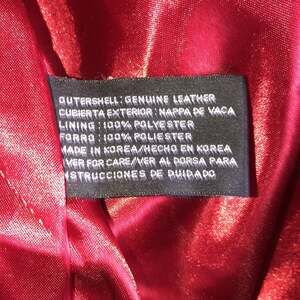 OUTERSHELL: GENUINE LEATHER
CUBIERTA EXTERIOR: NAPPA DE VACA
LINING: 100% POLYESTER
FORRO: 100% POLIESTER
MADE IN KOREA/HECHO EN KOREA
VER FOR CARE/VER AL DORSA PARA
NSTRUCCIONES DE CUIDADO.